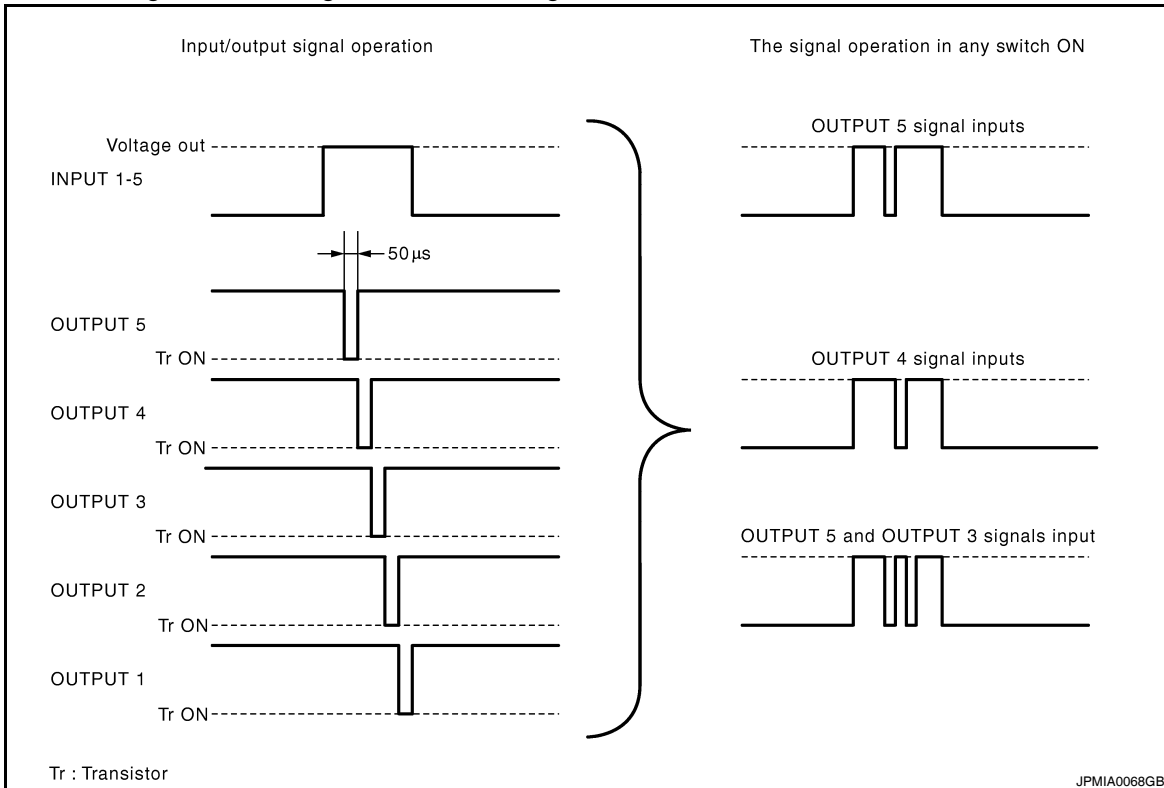 Input/output signal operation
Voltage out
INPUT 1-5
50 μs
OUTPUT 5
Tr ON
OUTPUT 4
Tr ON
OUTPUT 3
Tr ON
OUTPUT 2
Tr ON
OUTPUT 1
Tr ON
Tr : Transistor
The signal operation in any switch ON
OUTPUT 5 signal inputs
OUTPUT 4 signal inputs
OUTPUT 5 and OUTPUT 3 signals input
JPMIA0068GB